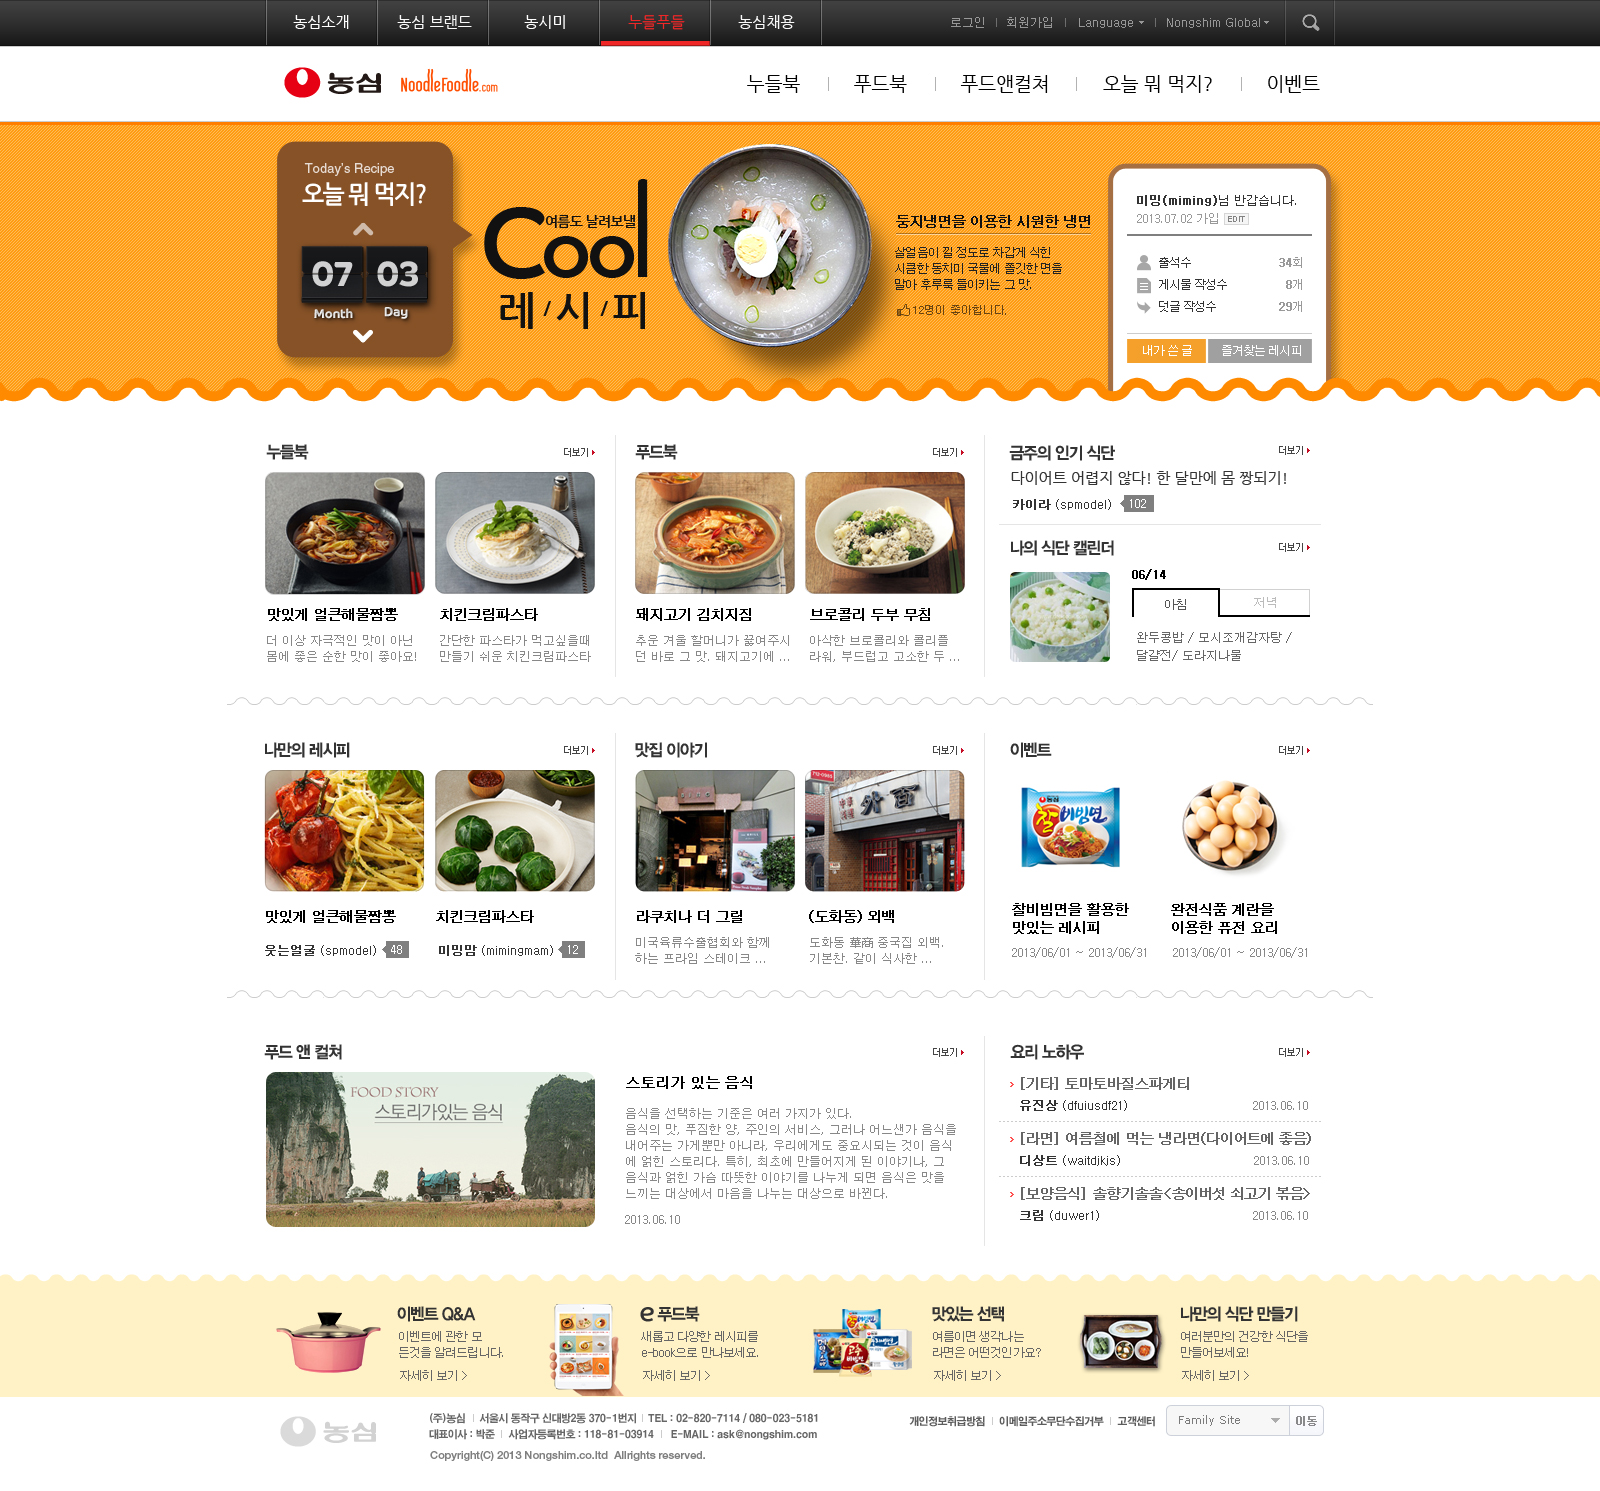 농심소개 농심 브랜드 농시미 누들푸들 농심채용 로그인 회원가입 Language Nongshim Global
농심 NoodleFoodle.com 누들북 푸드북 푸드앤컬쳐 오늘 뭐 먹지? 이벤트
Today's Recipe
오늘 뭐 먹지?
07 03
Month Day
여름도 날려보낼
Cool
레/시/피
둥지냉면을 이용한 시원한 냉면
살얼음이 낄 정도로 차갑게 식힌
시큼한 동치미 국물에 쫄깃한 면을
말아 후루룩 들이키는 그 맛.
12명이 좋아합니다.
미밍(miming)님 반갑습니다.
2013.07.02 가입 EDIT
출석수 34회
게시물 작성수 8개
덧글 작성수 29개
내가 쓴 글 즐겨찾는 레시피
누들북 더보기
맛있게 얼큰해물짬뽕
더 이상 자극적인 맛이 아닌
몸에 좋은 순한 맛이 좋아요!
치킨크림파스타
간단한 파스타가 먹고싶을때
만들기 쉬운 치킨크림파스타
푸드북 더보기
돼지고기 김치지짐
추운 겨울 할머니가 끓여주시
던 바로 그 맛. 돼지고기에 ...
브로콜리 두부 무침
아삭한 브로콜리와 콜리플
라워, 부드럽고 고소한 두 ...
금주의 인기 식단 더보기
다이어트 어렵지 않다! 한 달만에 몸 짱되기!
카이라 (spmodel) 102
나의 식단 캘린더 더보기
06/14
아침 저녁
완두콩밥 / 모시조개감자탕 /
달걀전/ 도라지나물
나만의 레시피 더보기
맛있게 얼큰해물짬뽕
웃는얼굴 (spmodel) 48
치킨크림파스타
미밍맘 (mimingmam) 12
맛집 이야기 더보기
라쿠치나 더 그릴
미국육류수출협회와 함께
하는 프라임 스테이크 ...
(도화동) 외백
도화동 華商 중국집 외백.
기본찬. 같이 식사한 ...
이벤트 더보기
농심
찰비빔면
찰비빔면을 활용한
맛있는 레시피
2013/06/01 ~ 2013/06/31
완전식품 계란을
이용한 퓨전 요리
2013/06/01 ~ 2013/06/31
푸드 앤 컬쳐 더보기
FOOD STORY
스토리가있는 음식
스토리가 있는 음식
음식을 선택하는 기준은 여러 가지가 있다.
음식의 맛, 푸짐한 양, 주인의 서비스, 그러나 어느샌가 음식을
내어주는 가게뿐만 아니라, 우리에게도 중요시되는 것이 음식
에 얽힌 스토리다. 특히, 최초에 만들어지게 된 이야기나, 그
음식과 얽힌 가슴 따뜻한 이야기를 나누게 되면 음식은 맛을
느끼는 대상에서 마음을 나누는 대상으로 바뀐다.
2013.06.10
요리 노하우 더보기
[기타] 토마토바질스파게티
유진상 (dfuiusdf21) 2013.06.10
[라면] 여름철에 먹는 냉라면(다이어트에 좋음)
디상트 (waitdjkjs) 2013.06.10
[보양음식] 솔향기솔솔<송이버섯 쇠고기 볶음>
크림 (duwer1) 2013.06.10
이벤트 Q&A
이벤트에 관한 모
든것을 알려드립니다.
자세히 보기 >
e 푸드북
새롭고 다양한 레시피를
e-book으로 만나보세요.
자세히 보기 >
맛있는 선택
여름이면 생각나는
라면은 어떤것인가요?
자세히 보기 >
나만의 식단 만들기
여러분만의 건강한 식단을
만들어보세요!
자세히 보기 >
농심
(주)농심 | 서울시 동작구 신대방2동 370-1번지 | TEL : 02-820-7114 / 080-023-5181
대표이사 : 박준 | 사업자등록번호 : 118-81-03914 | E-MAIL : ask@nongshim.com
Copyright(C) 2013 Nongshim.co.ltd Allrights reserved.
개인정보취급방침 | 이메일주소무단수집거부 | 고객센터 Family Site 이동